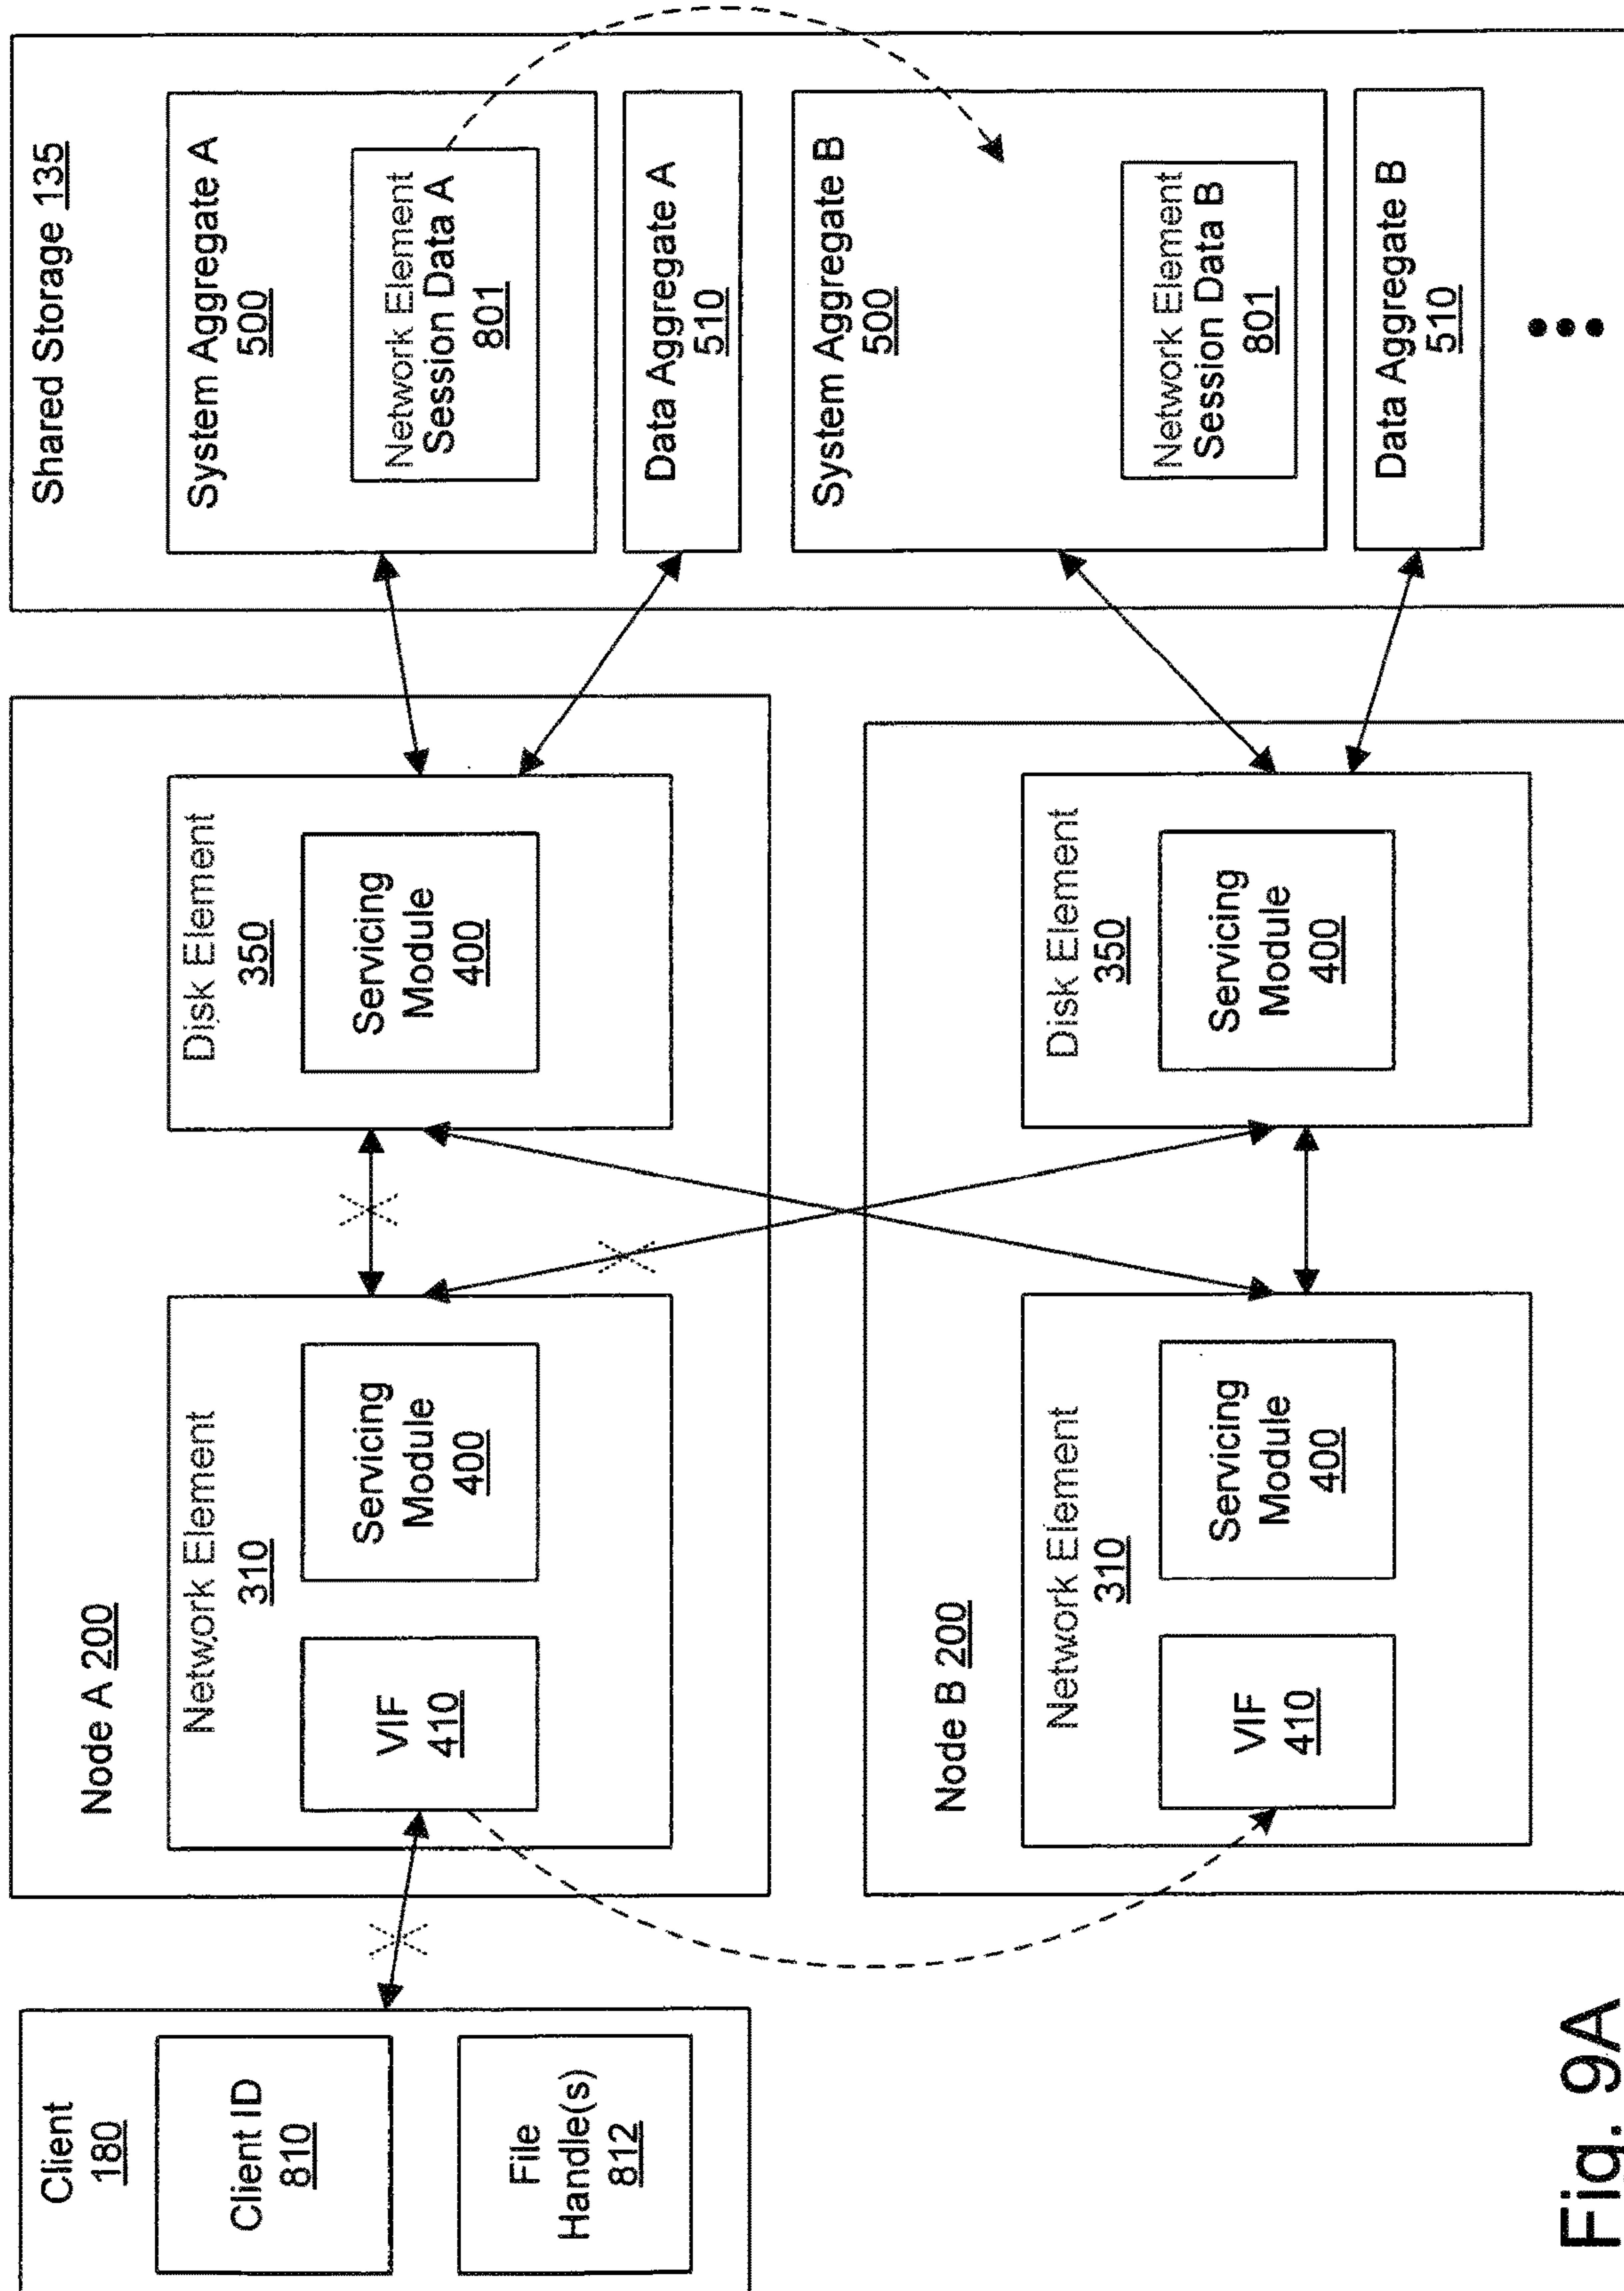 Client
180
Client ID
810
File
Handle(s)
812
Node A 200
Network Element
310
VIF
410
Servicing
Module
400
Disk Element
350
Servicing
Module
400
Node B 200
Network Element
310
VIF
410
Servicing
Module
400
Disk Element
350
Servicing
Module
400
Shared Storage 135
System Aggregate A
500
Network Element
Session Data A
801
Data Aggregate A
510
System Aggregate B
500
Network Element
Session Data B
801
Data Aggregate B
510
Fig. 9A